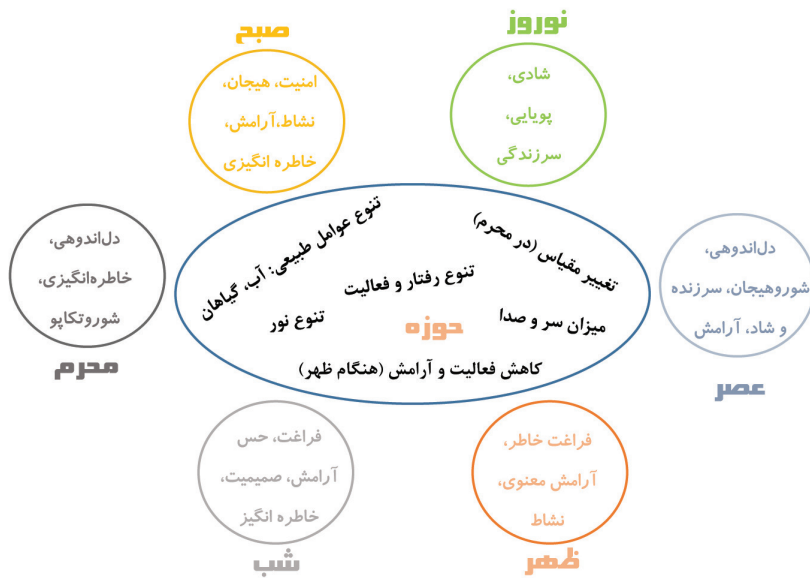 نوروز
شادی،
پویایی،
سرزندگی
صبح
امنیت، هیجان،
نشاط،آرامش،
خاطره انگیزی
عصر
دل‌اندوهی،
شوروهیجان، سرزنده
و شاد، آرامش
تغییر مقیاس (در محرم)
تنوع عوامل طبیعی: آب، گیاهان
تنوع رفتار و فعالیت
میزان سر و صدا
تنوع نور
حوزه
کاهش فعالیت و آرامش (هنگام ظهر)
دل‌اندوهی،
خاطره‌انگیزی،
شوروتکاپو
محرم
فراغت خاطر،
آرامش معنوی،
نشاط
ظهر
فراغت، حس
آرامش، صمیمیت،
خاطره انگیز
شب